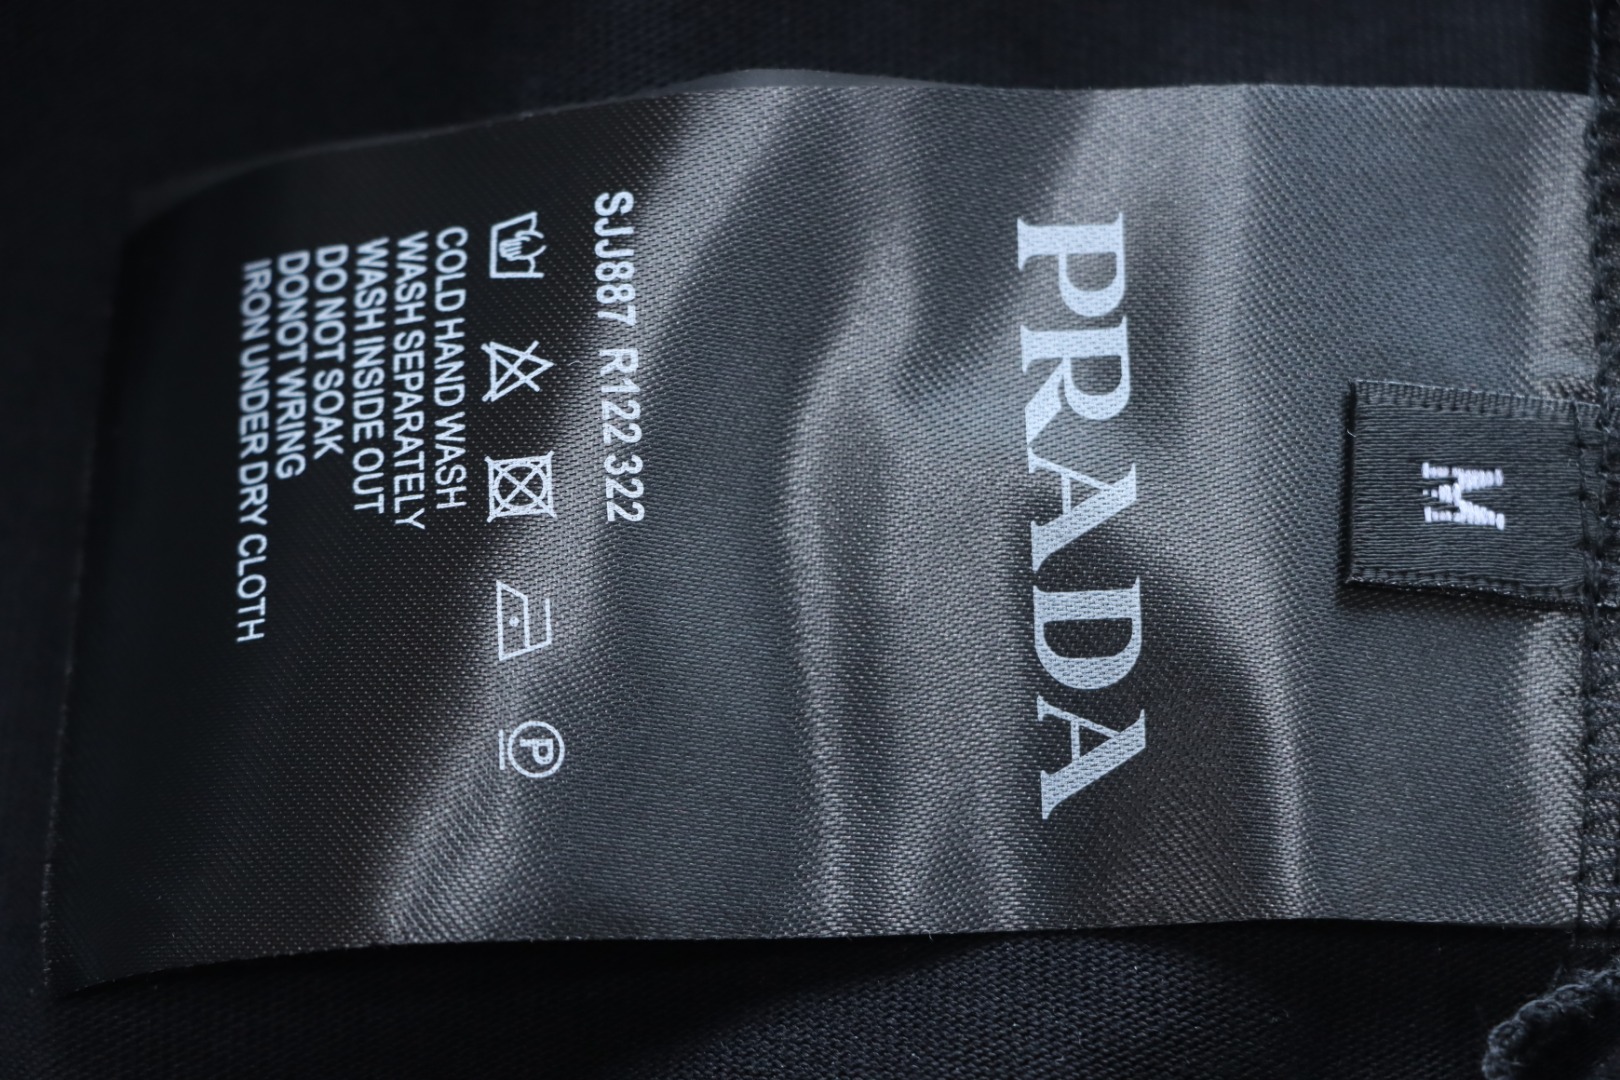 M
PRADA
SJJ887 R122 322
P
COLD HAND WASH
WASH SEPARATELY
WASH INSIDE OUT
DO NOT SOAK
DONOT WRING
IRON UNDER DRY CLOTH